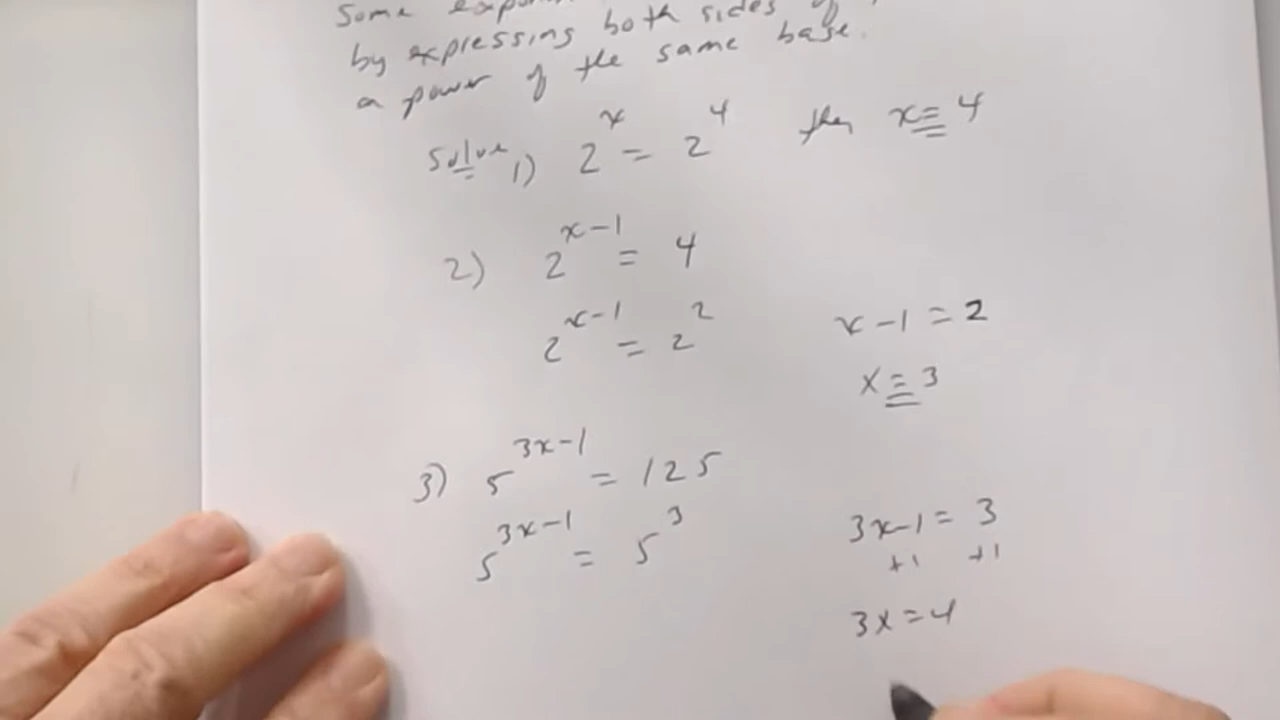 Some
by expressing both sides of
a power of the same base.
Solve 1) 2^x = 2^4 then x = 4
2) 2^(x-1) = 4
2^(x-1) = 2^2 x - 1 = 2
x = 3
3) 5^(3x-1) = 125
5^(3x-1) = 5^3 3x-1 = 3
+1 +1
3x = 4